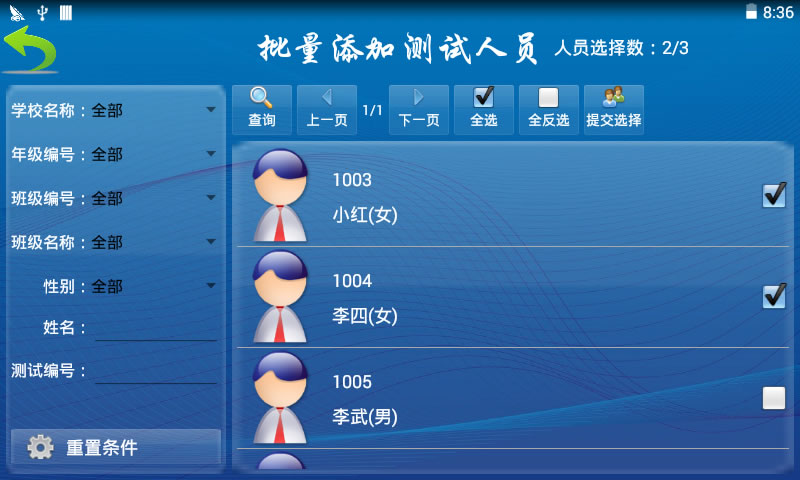 8:36
批量添加测试人员 人员选择数：2/3
学校名称：全部
年级编号：全部
班级编号：全部
班级名称：全部
性别：全部
姓名：
测试编号：
重置条件
查询 上一页 1/1 下一页 全选 全反选 提交选择
1003
小红(女)
1004
李四(女)
1005
李武(男)